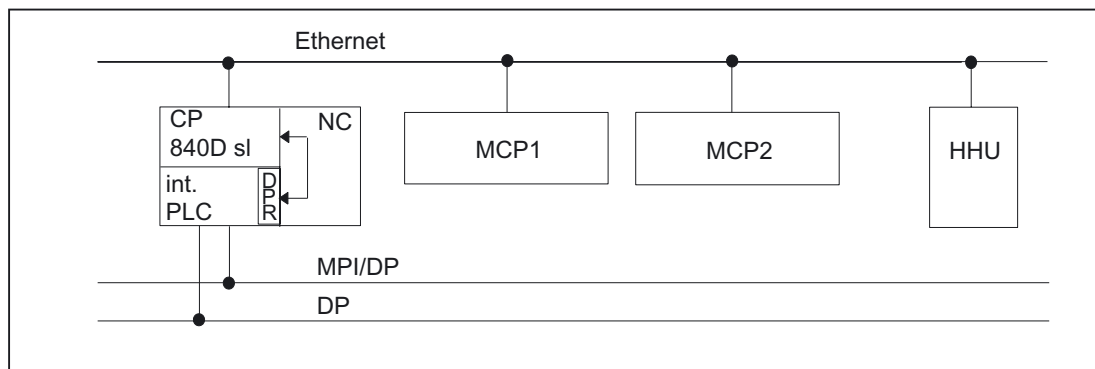 Ethernet
CP
840D sl
NC
MCP1
MCP2
HHU
int.
PLC
D
P
R
MPI/DP
DP